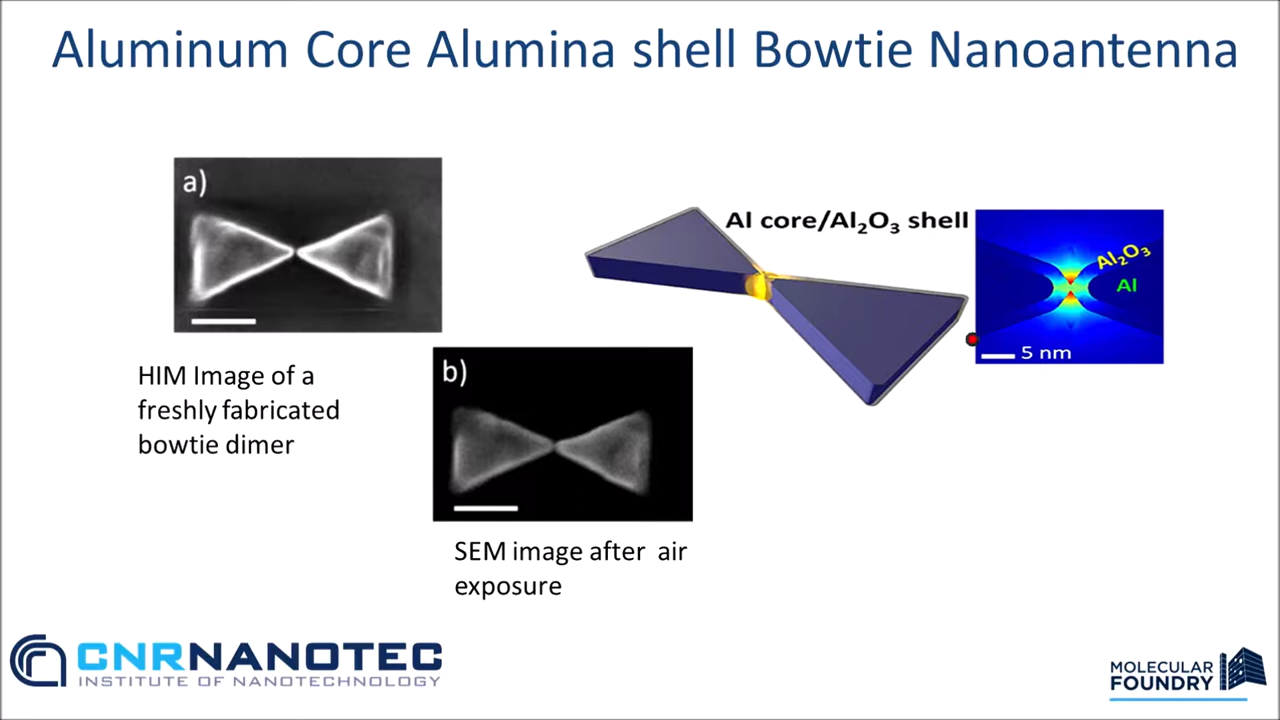 Aluminum Core Alumina shell Bowtie Nanoantenna
a)
HIM Image of a
freshly fabricated
bowtie dimer
b)
SEM image after  air
exposure
Al core/Al₂O₃ shell
Al₂O₃
Al
5 nm
CNRNANOTEC
INSTITUTE OF NANOTECHNOLOGY
MOLECULAR
FOUNDRY